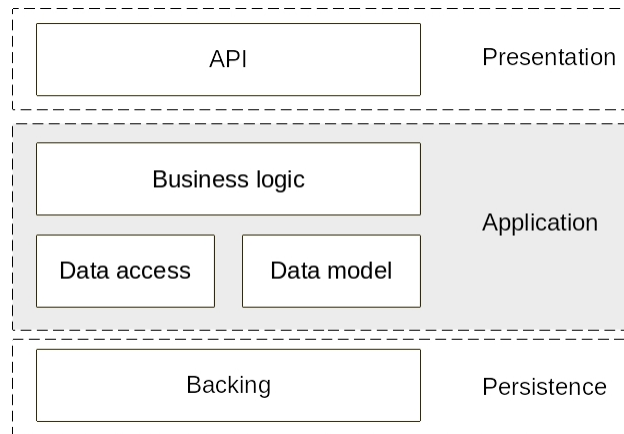 API
Presentation
Business logic
Application
Data access
Data model
Backing
Persistence